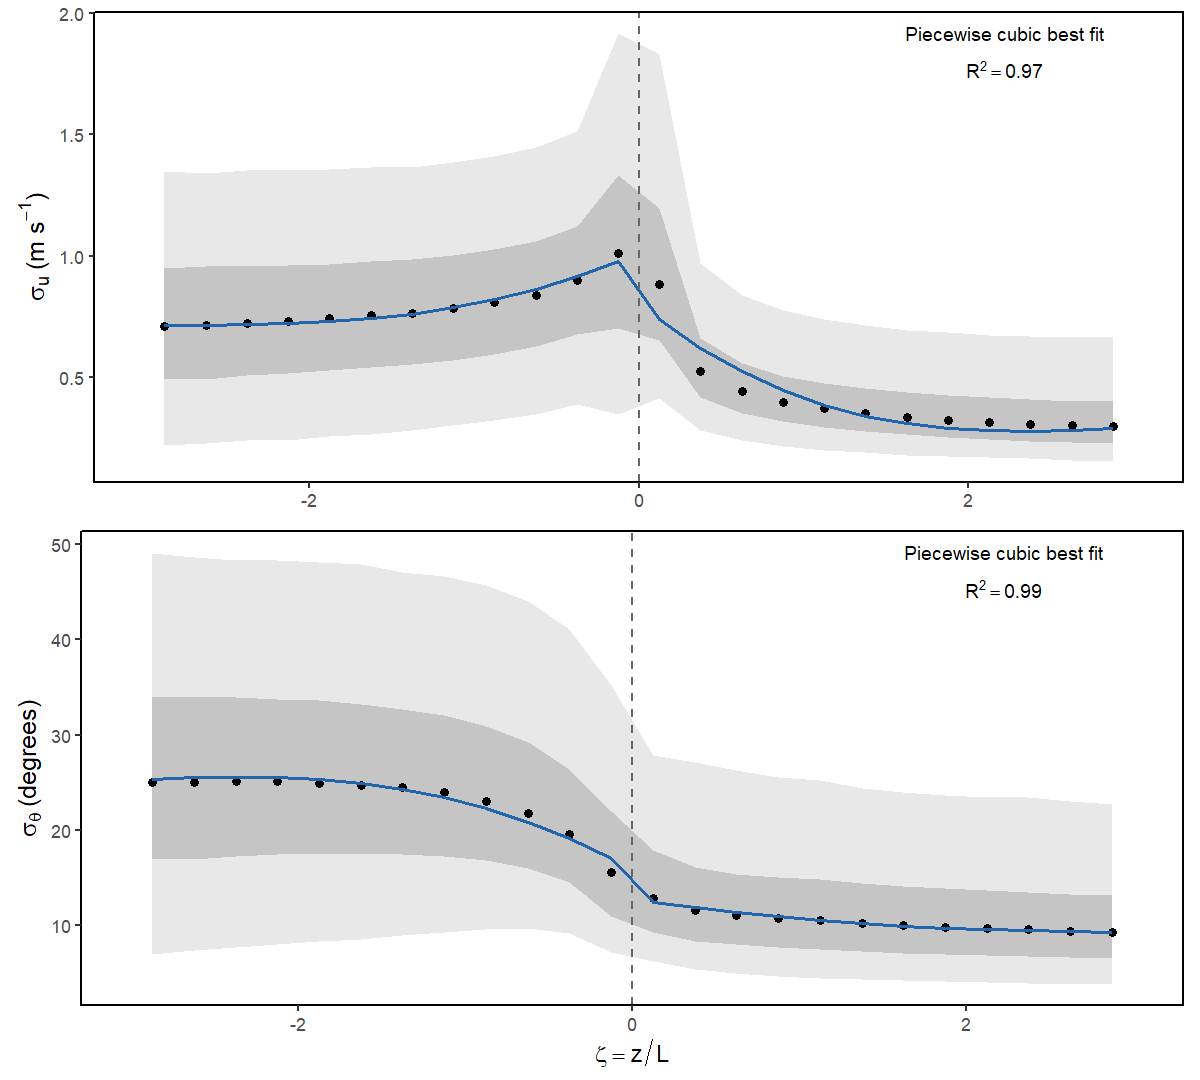 2.0
1.5
1.0
0.5
σu (m s⁻¹)
Piecewise cubic best fit
R² = 0.97
-2 0 2
50
40
30
20
10
σθ (degrees)
Piecewise cubic best fit
R² = 0.99
-2 0 2
ζ = z/L